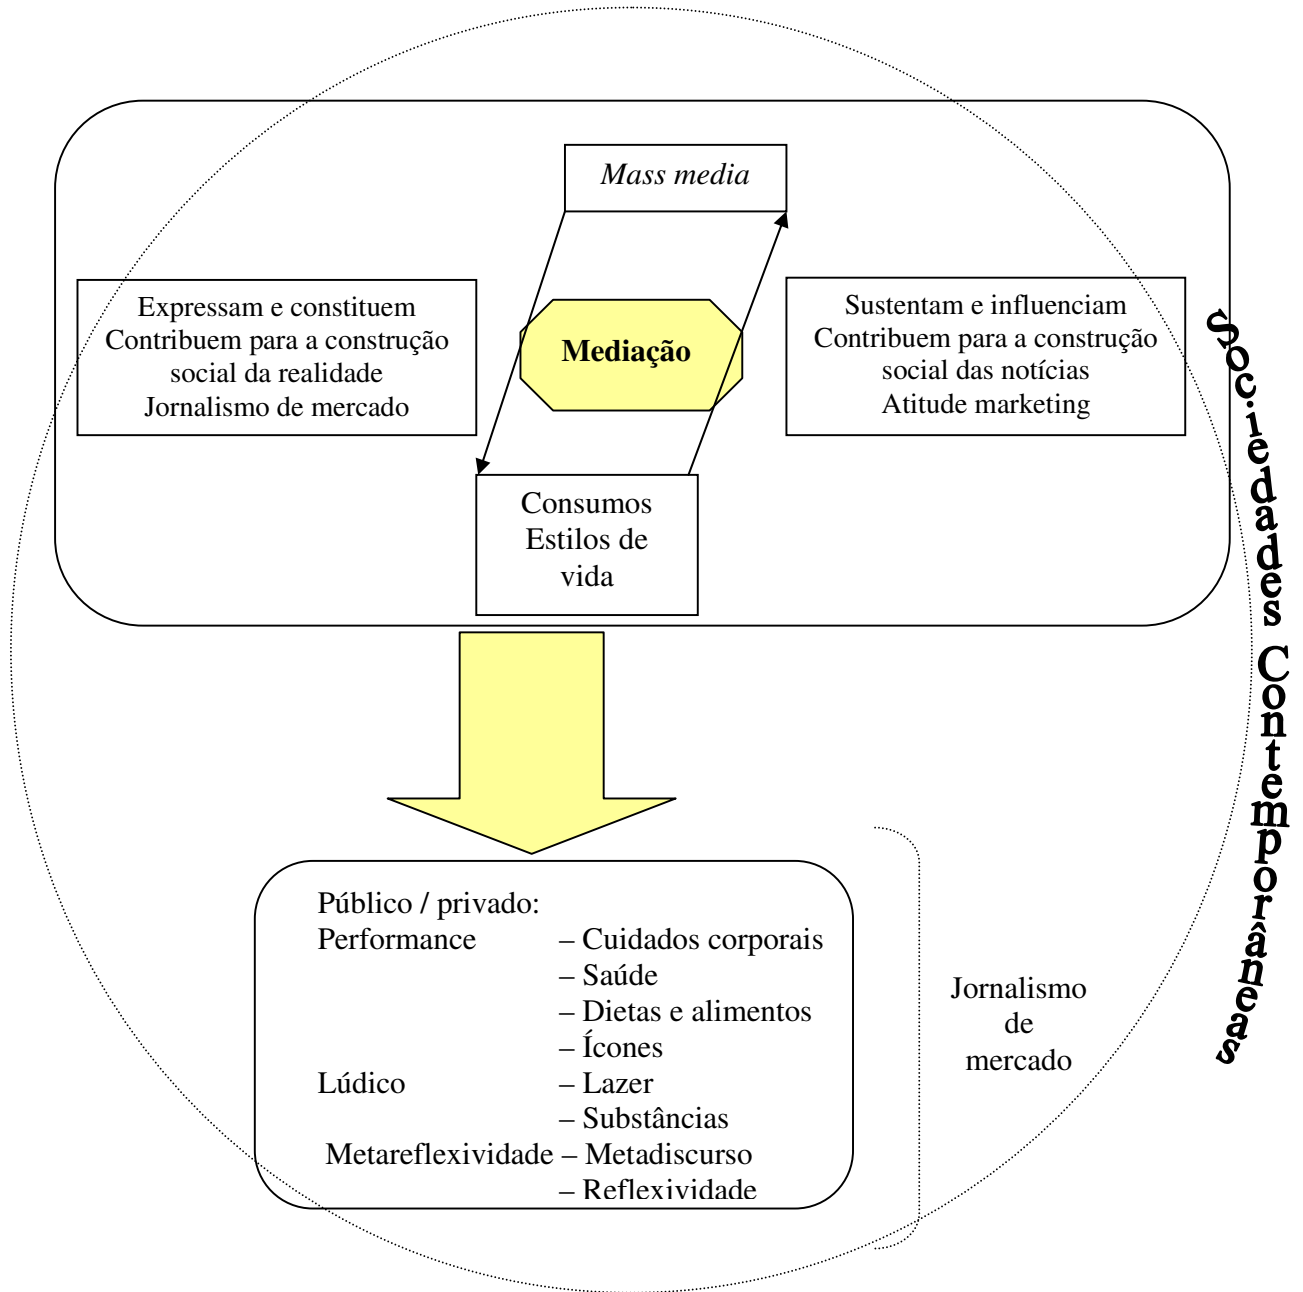 Mass media
Expressam e constituem
Contribuem para a construção
social da realidade
Jornalismo de mercado
Mediação
Sustentam e influenciam
Contribuem para a construção
social das notícias
Atitude marketing
Consumos
Estilos de
vida
Sociedades Contemporâneas
Público / privado:
Performance – Cuidados corporais
– Saúde
– Dietas e alimentos
– Ícones
Lúdico – Lazer
– Substâncias
Metareflexividade – Metadiscurso
– Reflexividade
Jornalismo
de
mercado